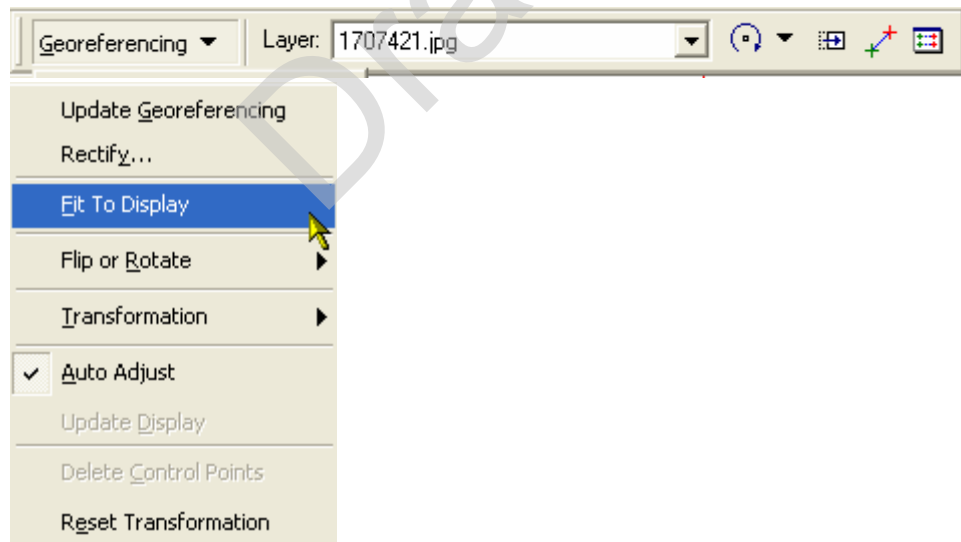 Georeferencing Layer: 1707421.jpg
Update Georeferencing
Rectify...
Fit To Display
Flip or Rotate
Transformation
Auto Adjust
Update Display
Delete Control Points
Reset Transformation